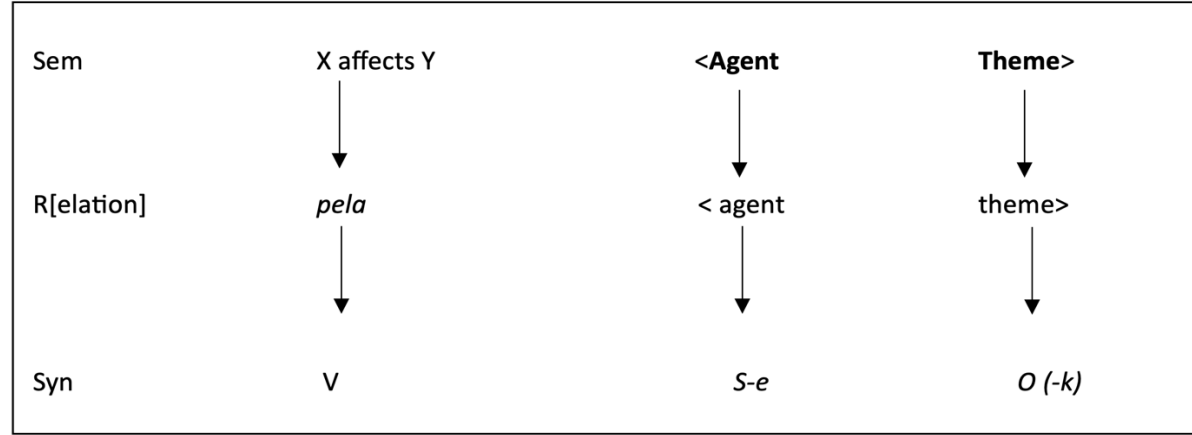 Sem X affects Y <Agent Theme>
R[elation] pela < agent theme>
Syn V S-e O (-k)